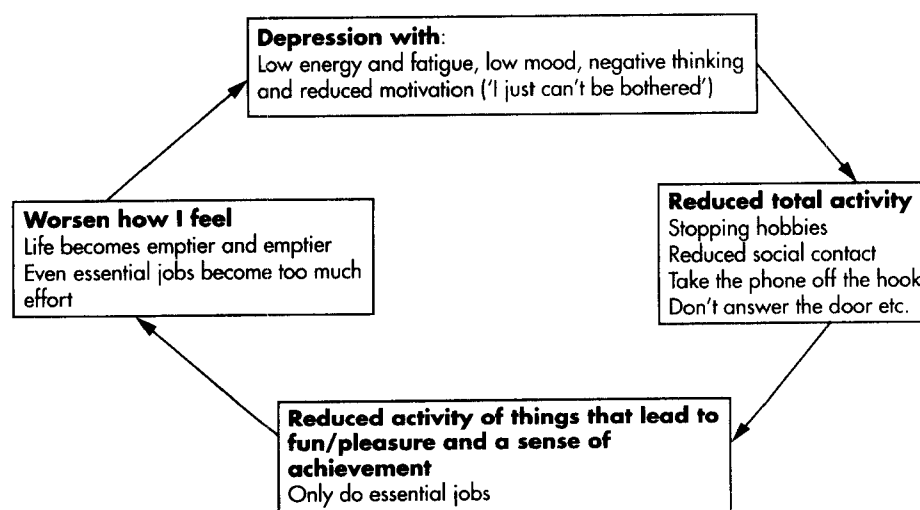 Depression with:
Low energy and fatigue, low mood, negative thinking
and reduced motivation ('I just can't be bothered')
Reduced total activity
Stopping hobbies
Reduced social contact
Take the phone off the hook
Don't answer the door etc.
Reduced activity of things that lead to
fun/pleasure and a sense of
achievement
Only do essential jobs
Worsen how I feel
Life becomes emptier and emptier
Even essential jobs become too much
effort